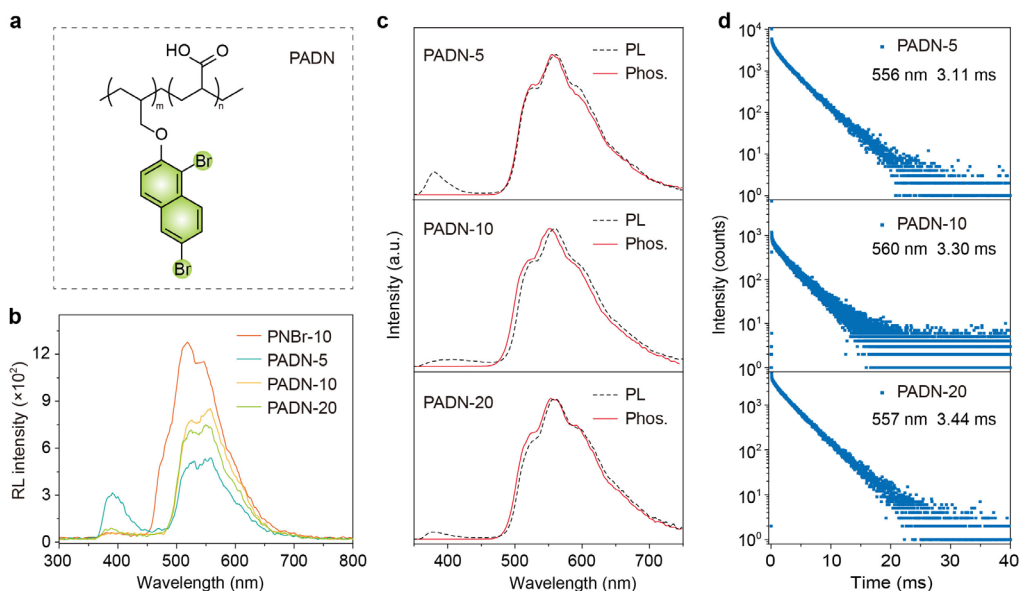 a
PADN
HO
O
m
n
O
Br
Br
b
PNBr-10
PADN-5
PADN-10
PADN-20
RL intensity (×10²)
12
9
6
3
0
300 400 500 600 700 800
Wavelength (nm)
c
PADN-5
PL
Phos.
PADN-10
PL
Phos.
PADN-20
PL
Phos.
Intensity (a.u.)
400 500 600 700
Wavelength (nm)
d
PADN-5
556 nm 3.11 ms
10⁴
10³
10²
10¹
10⁰
PADN-10
560 nm 3.30 ms
10³
10²
10¹
10⁰
PADN-20
557 nm 3.44 ms
10³
10²
10¹
10⁰
Intensity (counts)
0 10 20 30 40
Time (ms)